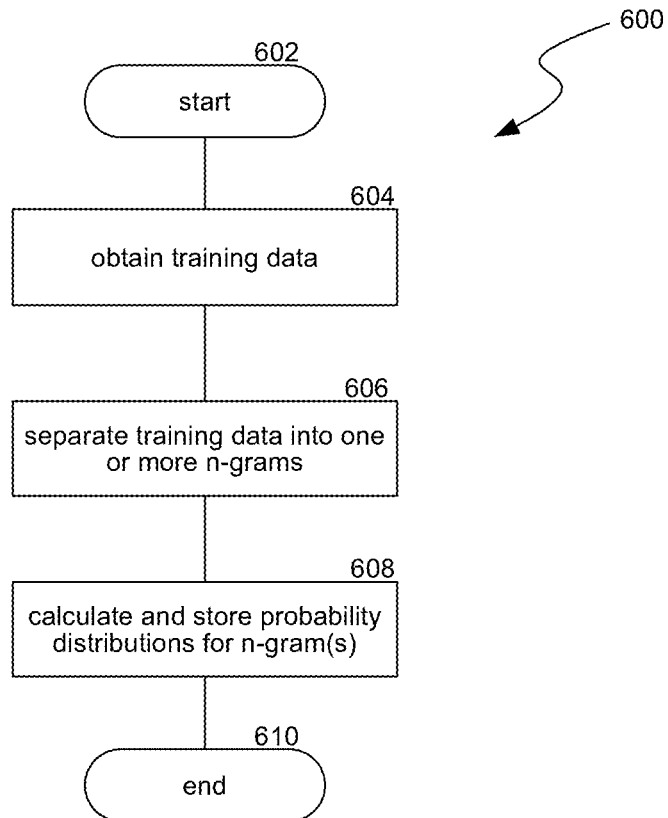 600
602
start
604
obtain training data
606
separate training data into one
or more n-grams
608
calculate and store probability
distributions for n-gram(s)
610
end